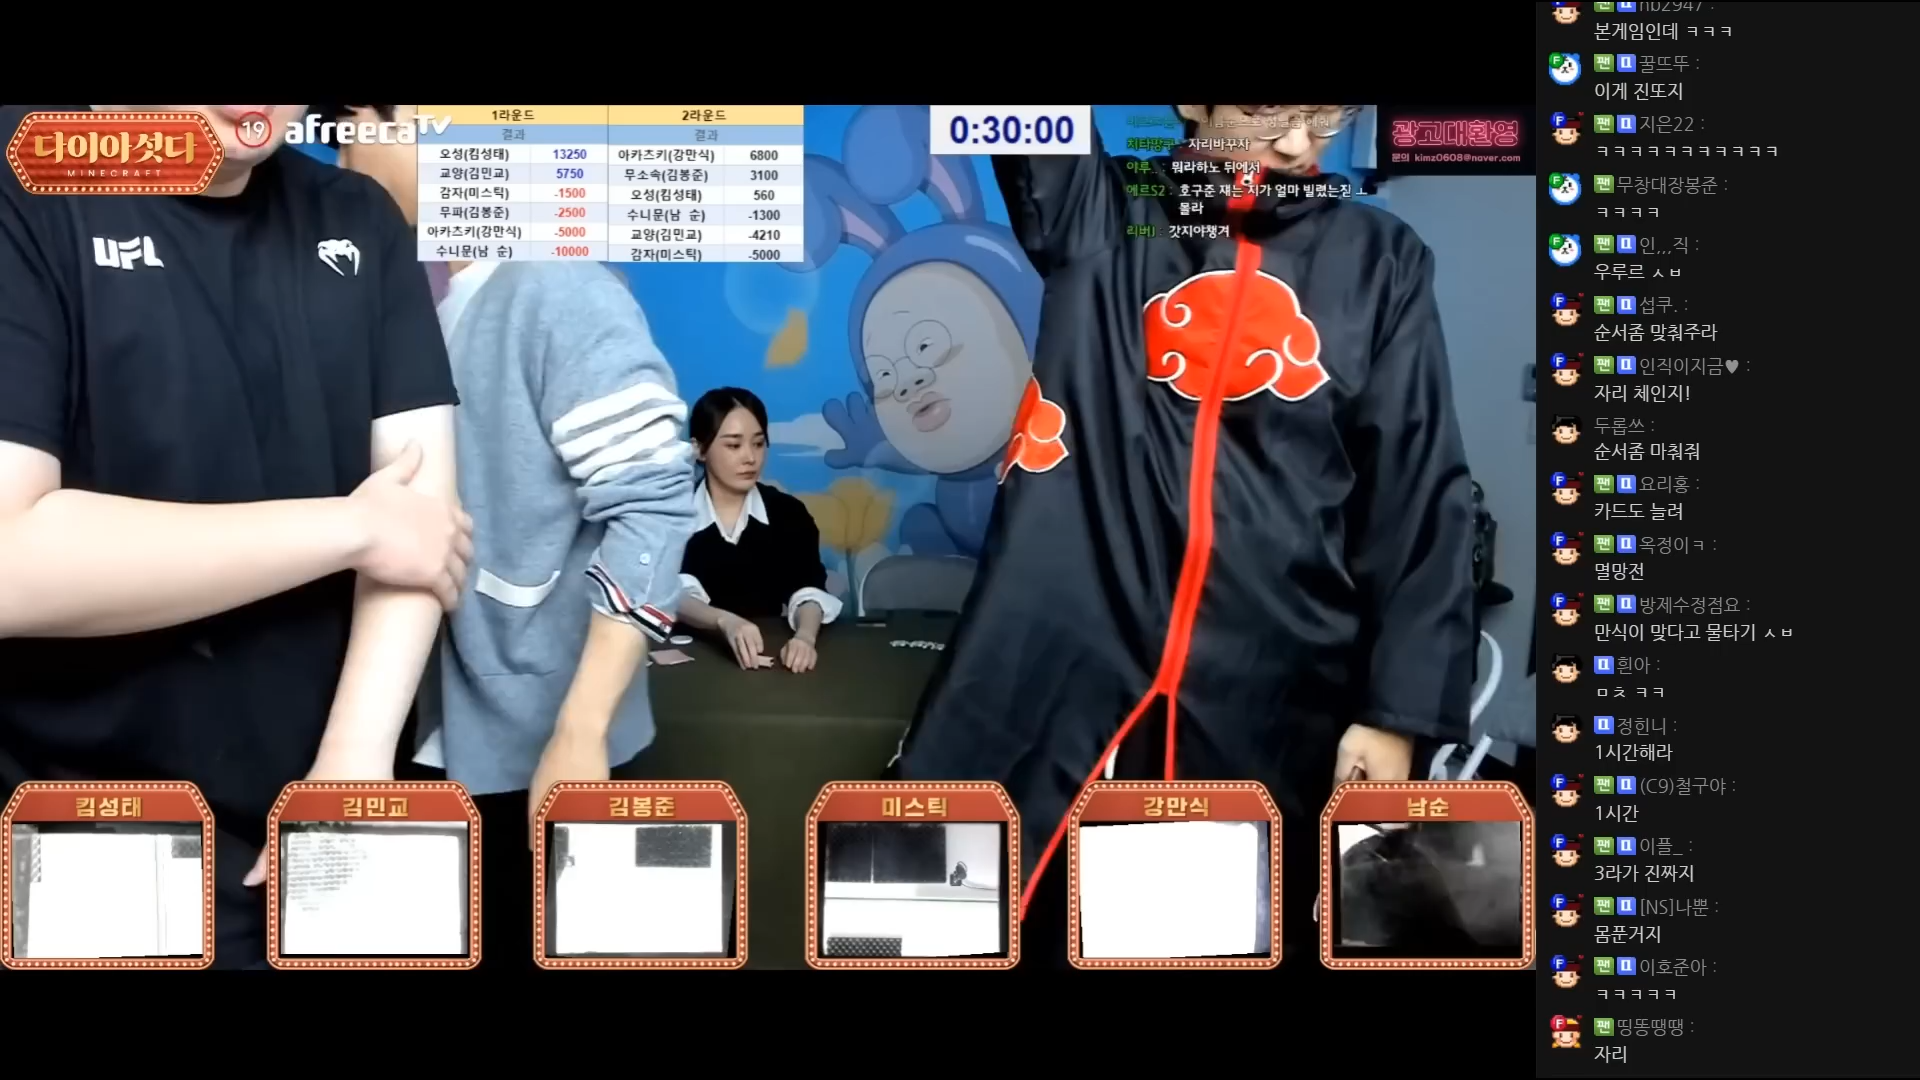 다이아섯다
MINECRAFT
19
afreecaTV
1라운드
결과
오성(킴성태) 13250
교양(김민교) 5750
감자(미스틱) -1500
무파(김봉준) -2500
아카츠키(강만식) -5000
수니문(남 순) -10000
2라운드
결과
아카츠키(강만식) 6800
무소속(김봉준) 3100
오성(킴성태) 560
수니문(남 순) -1300
교양(김민교) -4210
감자(미스틱) -5000
0:30:00
자리바꾸자
야루_ : 뭐라하노 뒤에서
에르S2 : 호구준 쟤는 지가 얼마 빌렸는진
몰라
리버J : 갓지야챙겨
광고대환영
문의 kimz0608@naver.com
UFL
킴성태
김민교
김봉준
미스틱
강만식
남순
팬 nb2947 :
본게임인데 ㅋㅋㅋ
팬 꿀뜨뚜 :
이게 진또지
팬 지은22 :
ㅋㅋㅋㅋㅋㅋㅋㅋㅋㅋㅋ
팬 무창대장봉준 :
ㅋㅋㅋㅋ
팬 인,,,직 :
우루르 ㅅㅂ
팬 섭쿠. :
순서좀 맞춰주라
팬 인직이지금♥ :
자리 체인지!
두롭쓰 :
순서좀 마춰줘
팬 요리홍 :
카드도 늘려
팬 옥정이ㅋ :
멸망전
팬 방제수정점요 :
만식이 맞다고 물타기 ㅅㅂ
흰아 :
ㅁㅊ ㅋㅋ
정힌니 :
1시간해라
팬 (C9)철구야 :
1시간
팬 이플_ :
3라가 진짜지
팬 [NS]나뿐 :
몸푼거지
팬 이호준아 :
ㅋㅋㅋㅋㅋ
팬 띵똥땡땡 :
자리